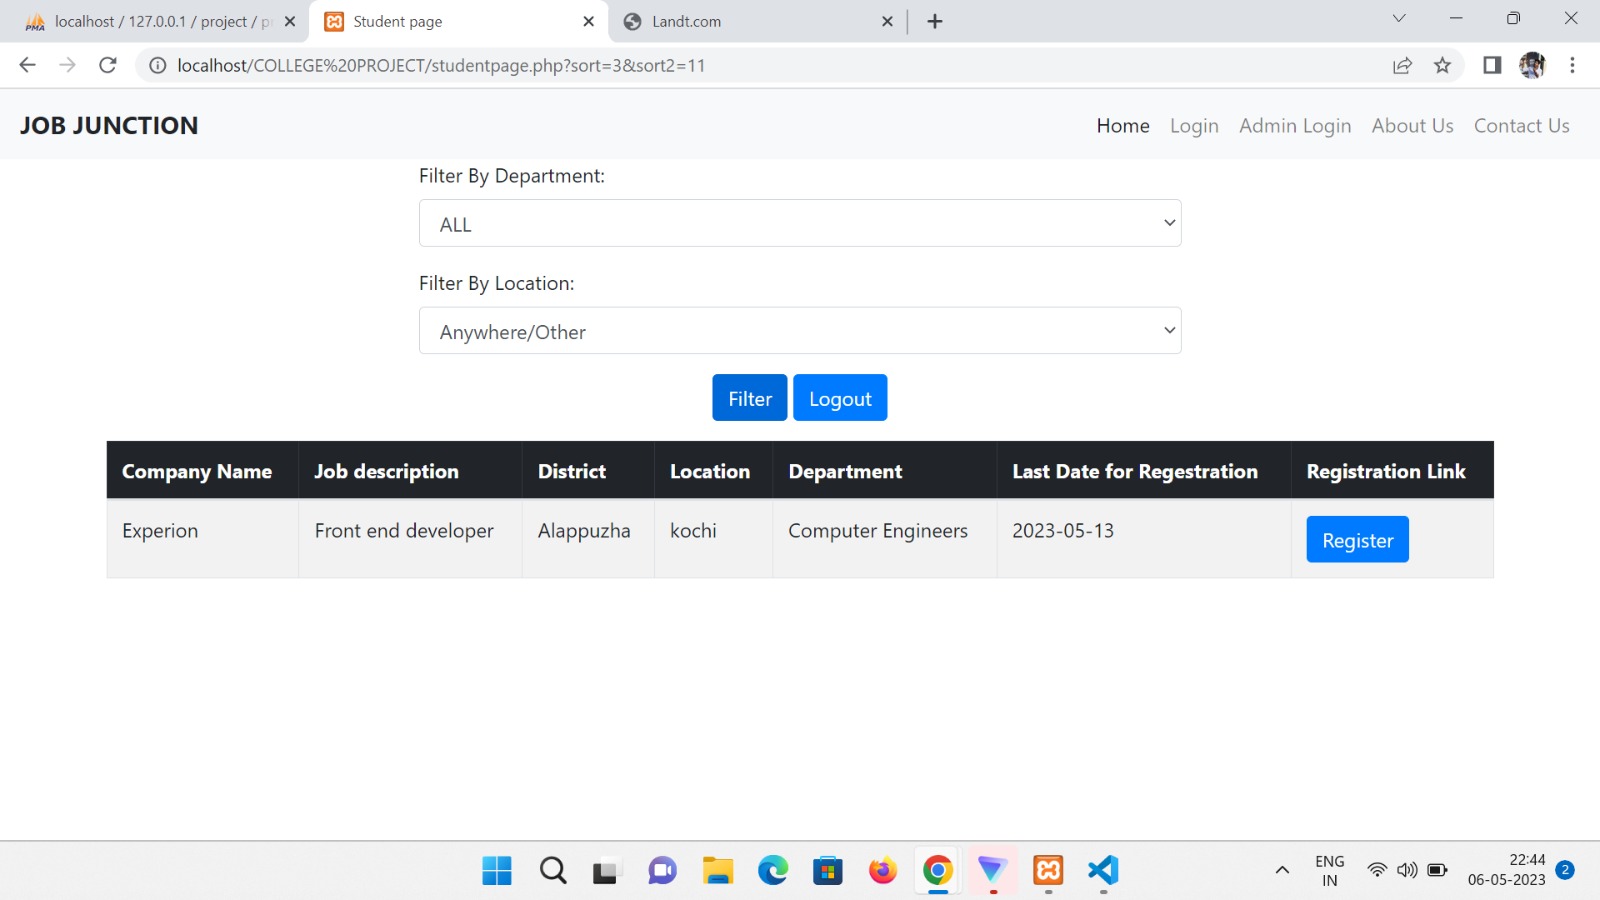 localhost / 127.0.0.1 / project / p
Student page
Landt.com
localhost/COLLEGE%20PROJECT/studentpage.php?sort=3&sort2=11
JOB JUNCTION
Home Login Admin Login About Us Contact Us
Filter By Department:
ALL
Filter By Location:
Anywhere/Other
Filter Logout
Company Name Job description District Location Department Last Date for Regestration Registration Link
Experion Front end developer Alappuzha kochi Computer Engineers 2023-05-13 Register
ENG
IN
22:44
06-05-2023
2